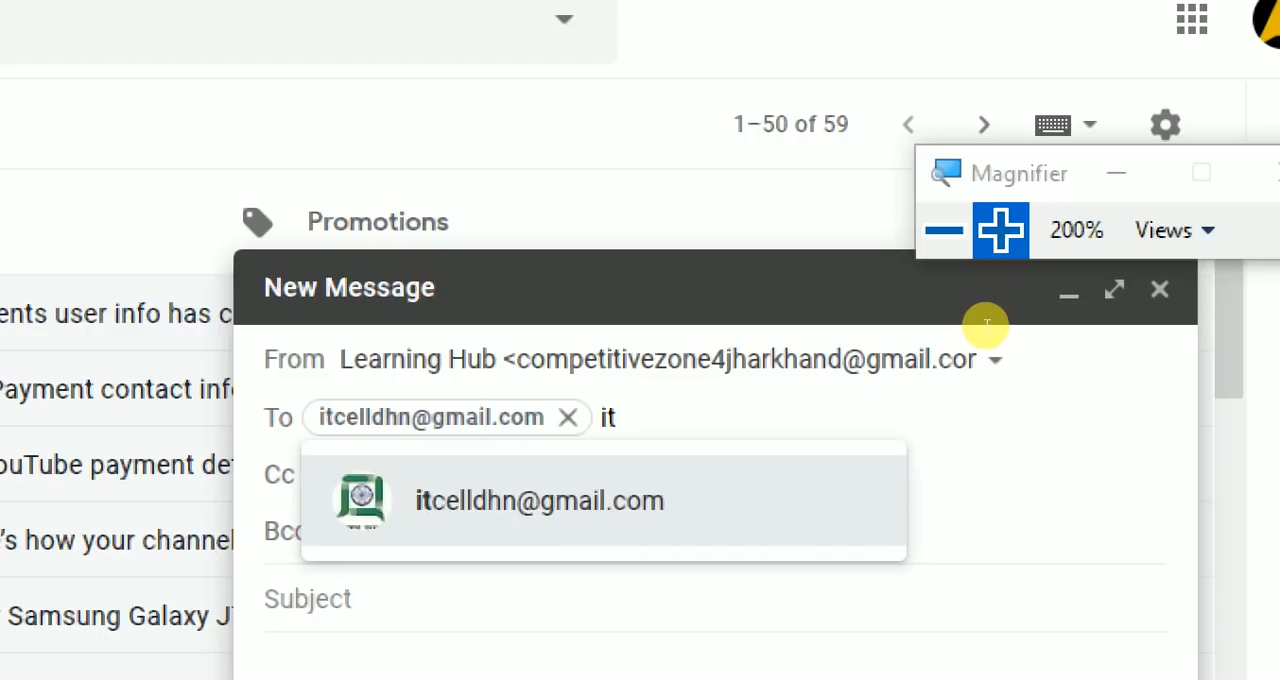 1–50 of 59
Magnifier
200% Views
Promotions
New Message
ents user info has c
From Learning Hub <competitivezone4jharkhand@gmail.cor
Payment contact inf
To itcelldhn@gmail.com it
ouTube payment de
Cc
itcelldhn@gmail.com
Bcc
's how your channel
Subject
Samsung Galaxy J